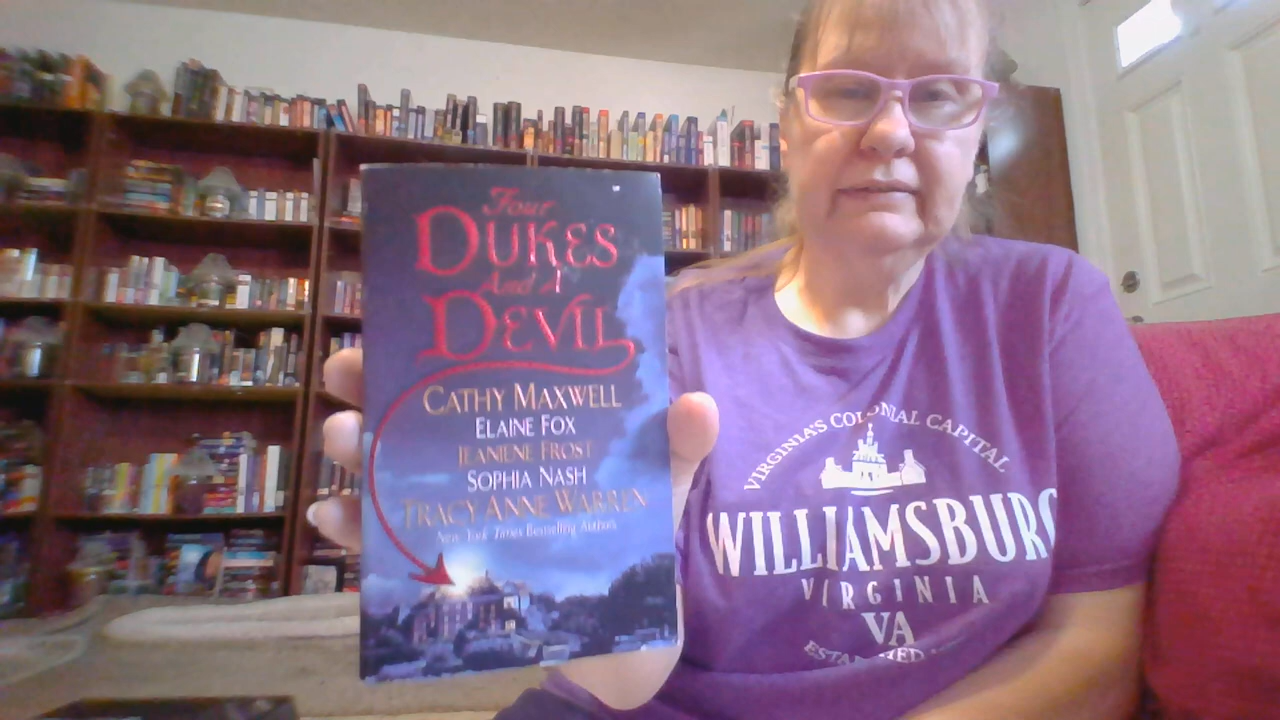 Four
DUKES
And A
DEVIL
CATHY MAXWELL
ELAINE FOX
JEANIENE FROST
SOPHIA NASH
TRACY ANNE WARREN
New York Times Bestselling Authors
VIRGINIA'S COLONIAL CAPITAL
WILLIAMSBURG
VIRGINIA
VA